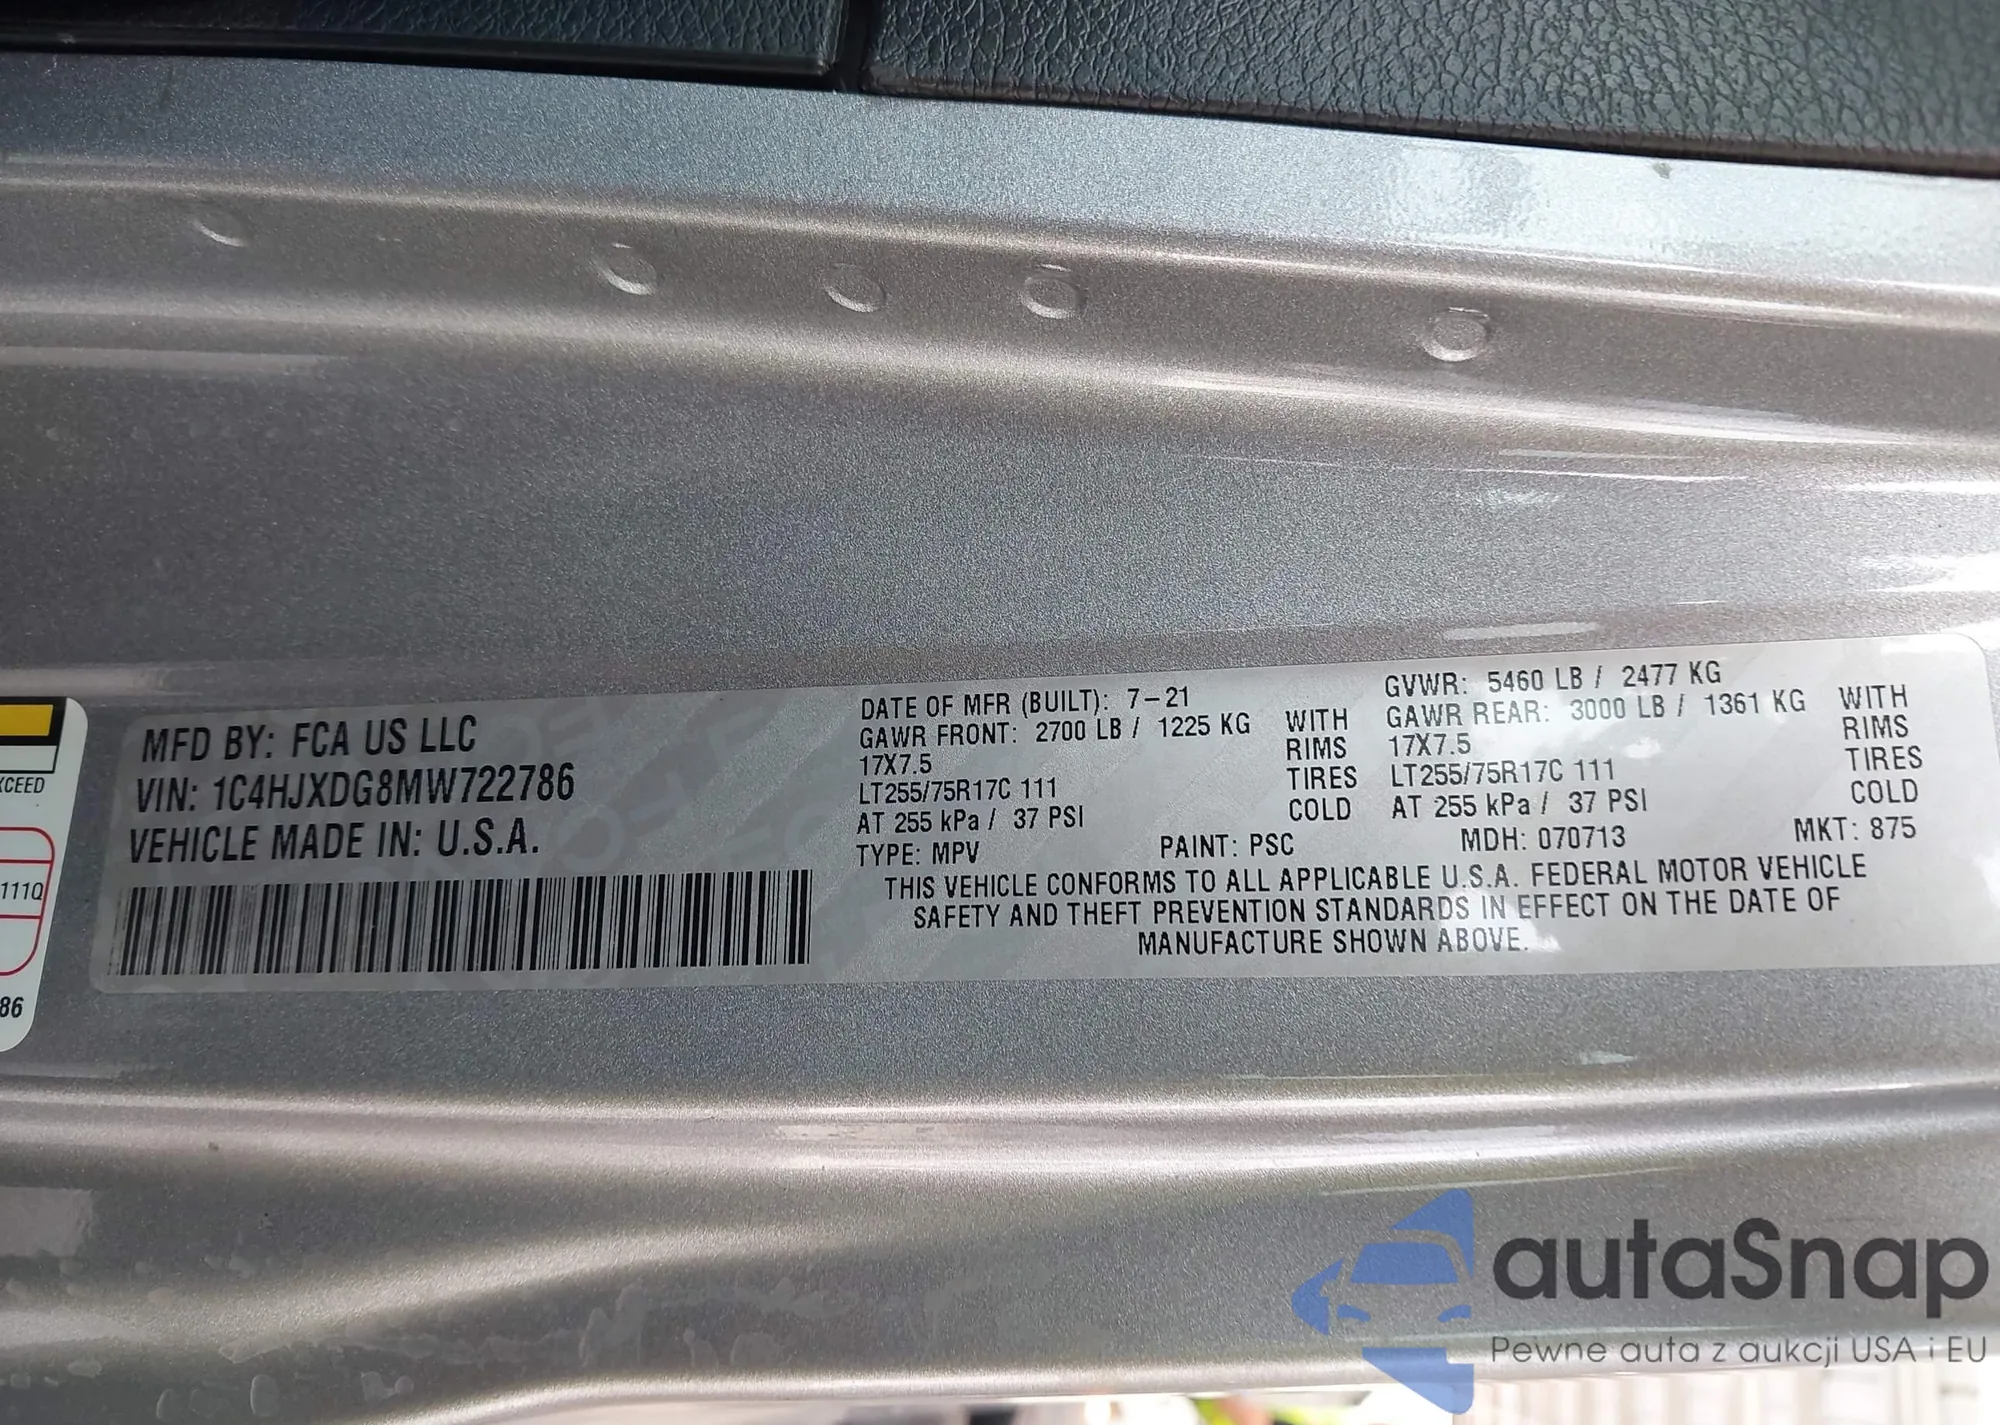 XCEED
111Q
86
MFD BY: FCA US LLC
VIN: 1C4HJXDG8MW722786
VEHICLE MADE IN: U.S.A.
DATE OF MFR (BUILT): 7-21
GAWR FRONT: 2700 LB / 1225 KG WITH
17X7.5 RIMS
LT255/75R17C 111 TIRES
AT 255 kPa / 37 PSI COLD
GVWR: 5460 LB / 2477 KG
GAWR REAR: 3000 LB / 1361 KG WITH
17X7.5 RIMS
LT255/75R17C 111 TIRES
AT 255 kPa / 37 PSI COLD
TYPE: MPV PAINT: PSC MDH: 070713 MKT: 875
THIS VEHICLE CONFORMS TO ALL APPLICABLE U.S.A. FEDERAL MOTOR VEHICLE
SAFETY AND THEFT PREVENTION STANDARDS IN EFFECT ON THE DATE OF
MANUFACTURE SHOWN ABOVE.
autaSnap
Pewne auta z aukcji USA i EU